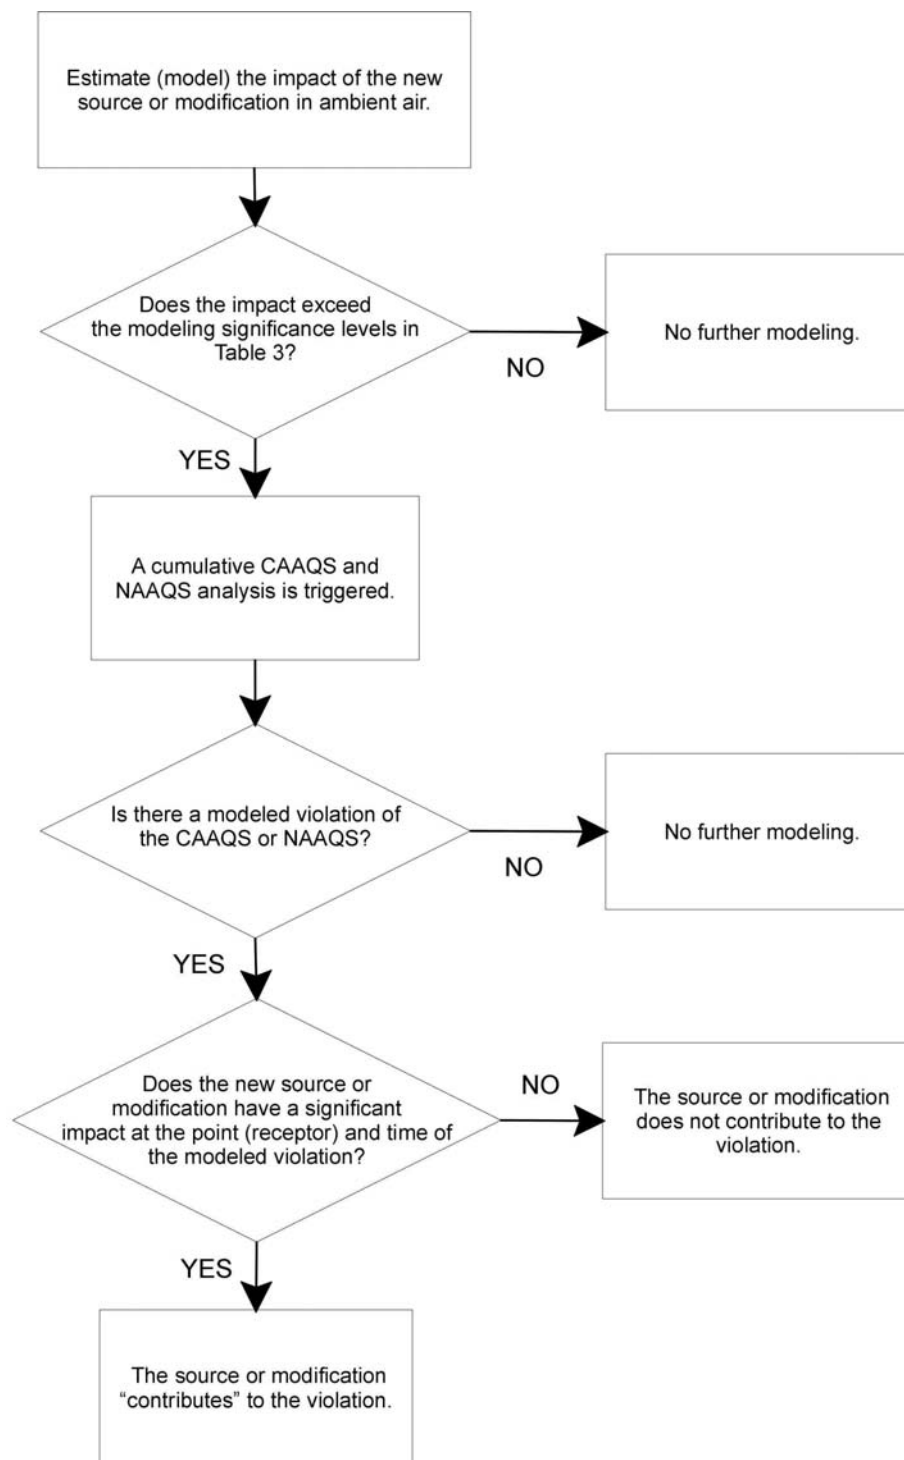 Estimate (model) the impact of the new
source or modification in ambient air.
Does the impact exceed
the modeling significance levels in
Table 3?
NO
No further modeling.
YES
A cumulative CAAQS and
NAAQS analysis is triggered.
Is there a modeled violation of
the CAAQS or NAAQS?
NO
No further modeling.
YES
Does the new source or
modification have a significant
impact at the point (receptor) and time of
the modeled violation?
NO
The source or modification
does not contribute to the
violation.
YES
The source or modification
“contributes” to the violation.